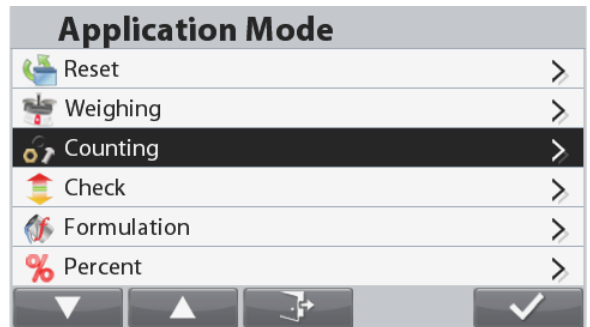 Application Mode
Reset
Weighing
Counting
Check
Formulation
Percent